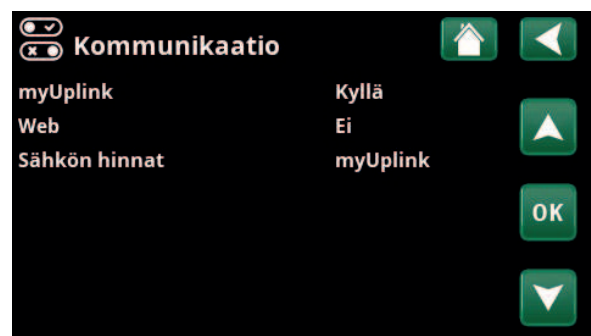 Kommunikaatio
myUplink Kyllä
Web Ei
Sähkön hinnat myUplink
OK